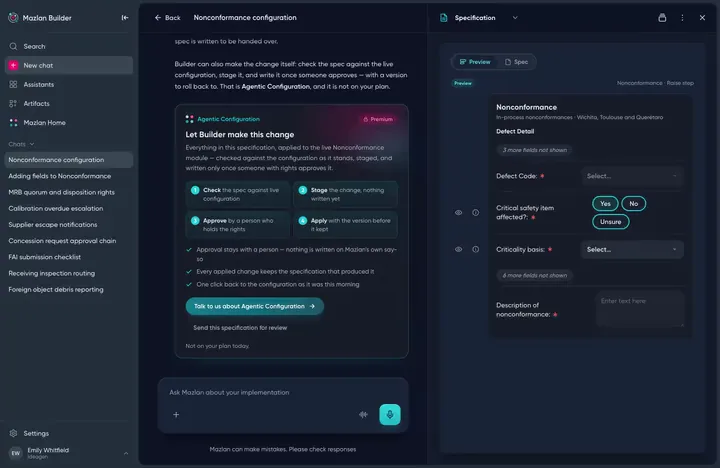 Mazlan Builder
Search
New chat
Assistants
Artifacts
Mazlan Home
Chats
Nonconformance configuration
Adding fields to Nonconformance
MRB quorum and disposition rights
Calibration overdue escalation
Supplier escape notifications
Concession request approval chain
FAI submission checklist
Receiving inspection routing
Foreign object debris reporting
Settings
EW
Emily Whitfield
Ideagen
Back
Nonconformance configuration
spec is written to be handed over.
Builder can also make the change itself: check the spec against the live
configuration, stage it, and write it once someone approves — with a version
to roll back to. That is Agentic Configuration, and it is not on your plan.
Agentic Configuration
Premium
Let Builder make this change
Everything in this specification, applied to the live Nonconformance
module — checked against the configuration as it stands, staged, and
written only once someone with rights approves it.
1 Check the spec against live
configuration
2 Stage the change, nothing
written yet
3 Approve by a person who
holds the rights
4 Apply with the version before
it kept
Approval stays with a person — nothing is written on Mazlan's own say-
so
Every applied change keeps the specification that produced it
One click back to the configuration as it was this morning
Talk to us about Agentic Configuration →
Send this specification for review
Not on your plan today.
Ask Mazlan about your implementation
Mazlan can make mistakes. Please check responses
Specification
Preview
Spec
Preview
Nonconformance · Raise step
Nonconformance
In-process nonconformances · Wichita, Toulouse and Querétaro
Defect Detail
3 more fields not shown
Defect Code: *
Select...
Critical safety item
affected?: *
Yes
No
Unsure
Criticality basis: *
Select...
6 more fields not shown
Description of
nonconformance: *
Enter text here